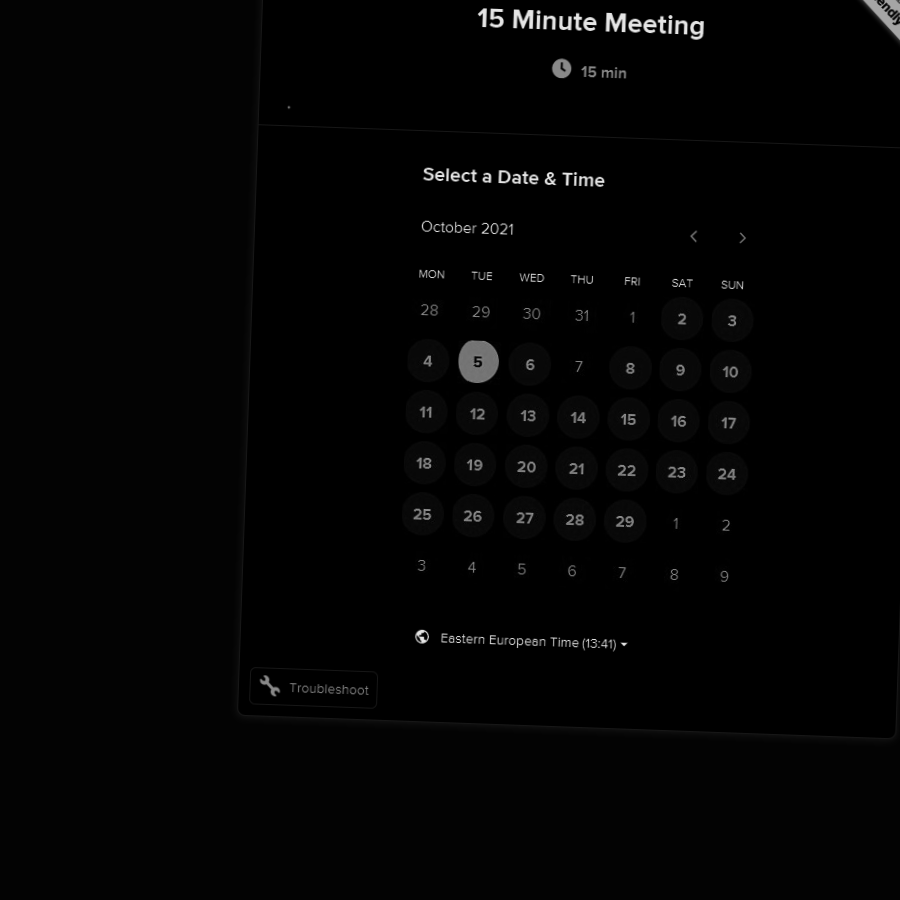 15 Minute Meeting
15 min
Select a Date & Time
October 2021
MON TUE WED THU FRI SAT SUN
28 29 30 31 1 2 3
4 5 6 7 8 9 10
11 12 13 14 15 16 17
18 19 20 21 22 23 24
25 26 27 28 29 1 2
3 4 5 6 7 8 9
Eastern European Time (13:41)
Troubleshoot